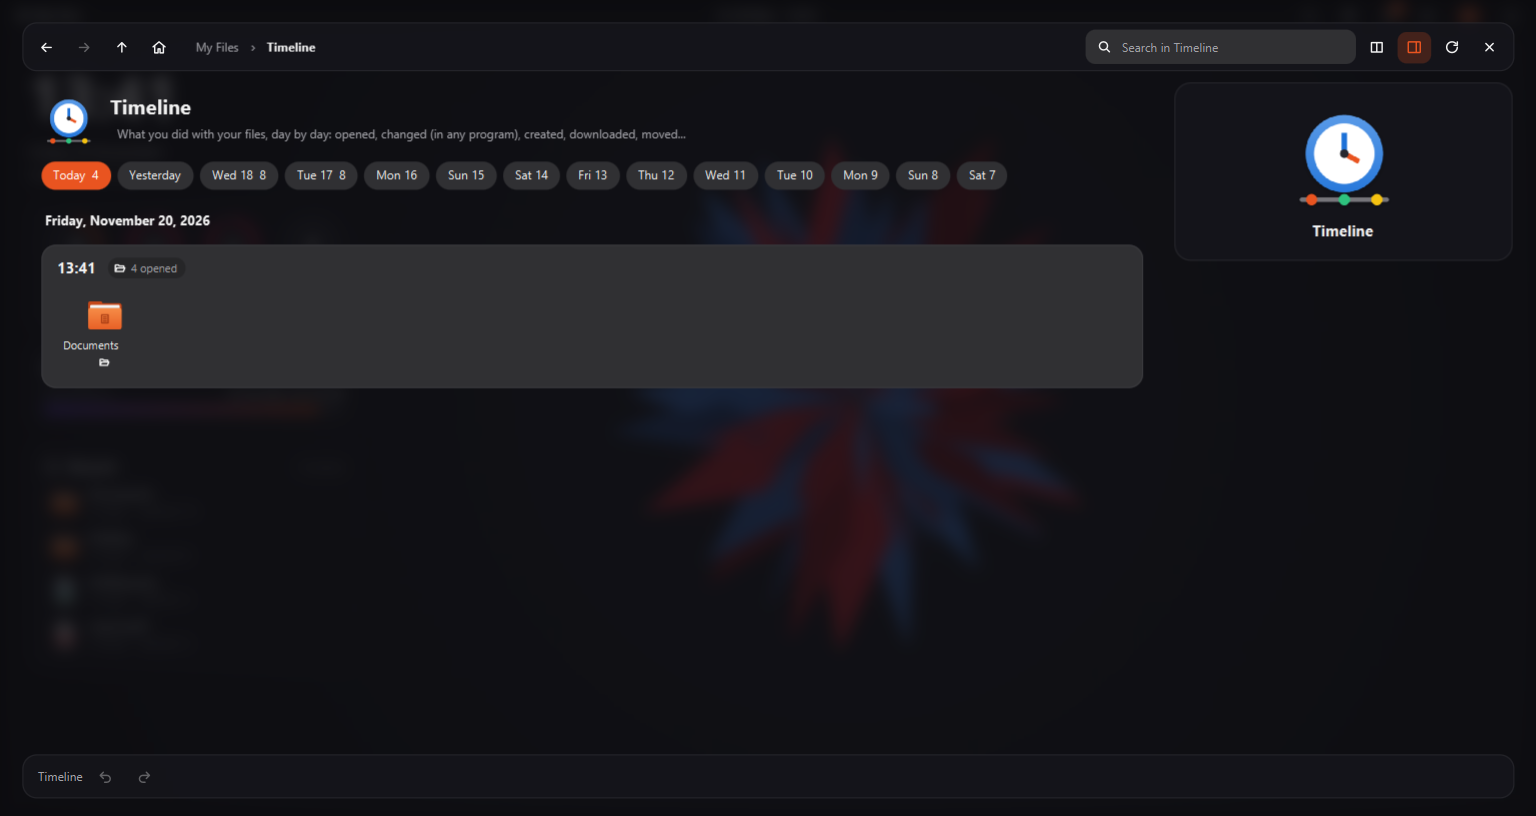 My Files › Timeline
Search in Timeline
Timeline
What you did with your files, day by day: opened, changed (in any program), created, downloaded, moved...
Today 4
Yesterday
Wed 18 8
Tue 17 8
Mon 16
Sun 15
Sat 14
Fri 13
Thu 12
Wed 11
Tue 10
Mon 9
Sun 8
Sat 7
Friday, November 20, 2026
13:41
4 opened
Documents
Timeline
Timeline